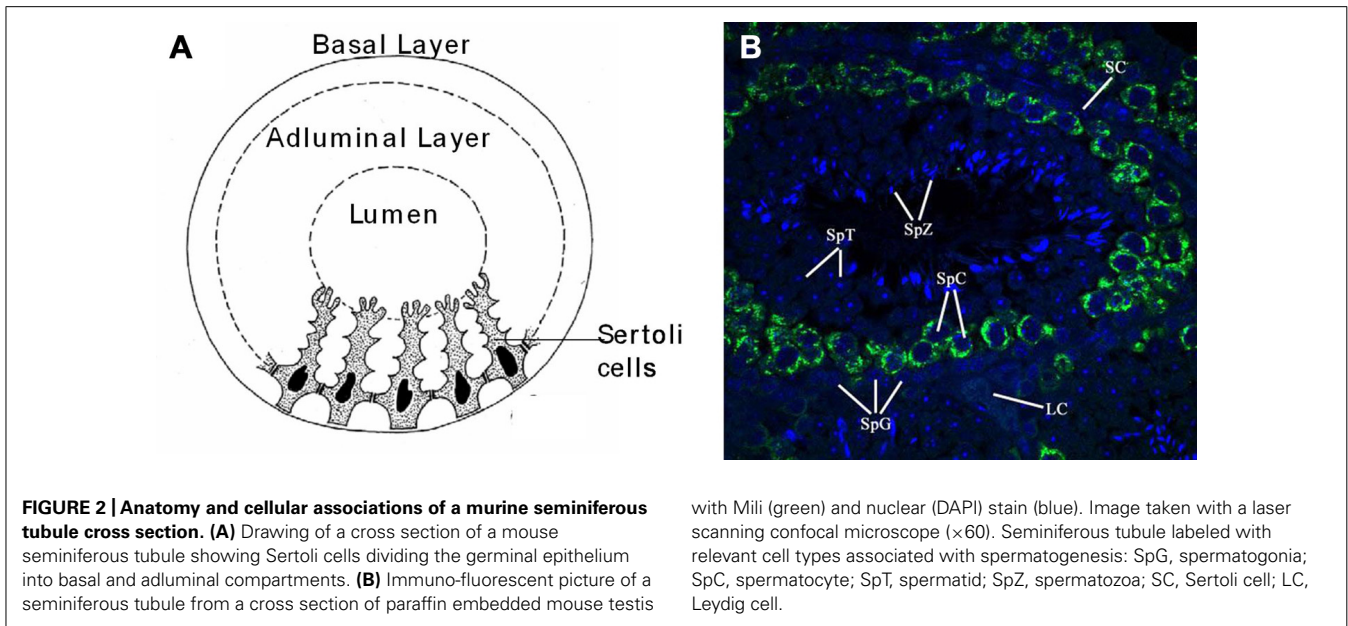 A
Basal Layer
Adluminal Layer
Lumen
Sertoli
cells
B
SC
SpT
SpZ
SpC
SpG
LC
FIGURE 2 | Anatomy and cellular associations of a murine seminiferous
tubule cross section. (A) Drawing of a cross section of a mouse
seminiferous tubule showing Sertoli cells dividing the germinal epithelium
into basal and adluminal compartments. (B) Immuno-fluorescent picture of a
seminiferous tubule from a cross section of paraffin embedded mouse testis
with Mili (green) and nuclear (DAPI) stain (blue). Image taken with a laser
scanning confocal microscope (×60). Seminiferous tubule labeled with
relevant cell types associated with spermatogenesis: SpG, spermatogonia;
SpC, spermatocyte; SpT, spermatid; SpZ, spermatozoa; SC, Sertoli cell; LC,
Leydig cell.